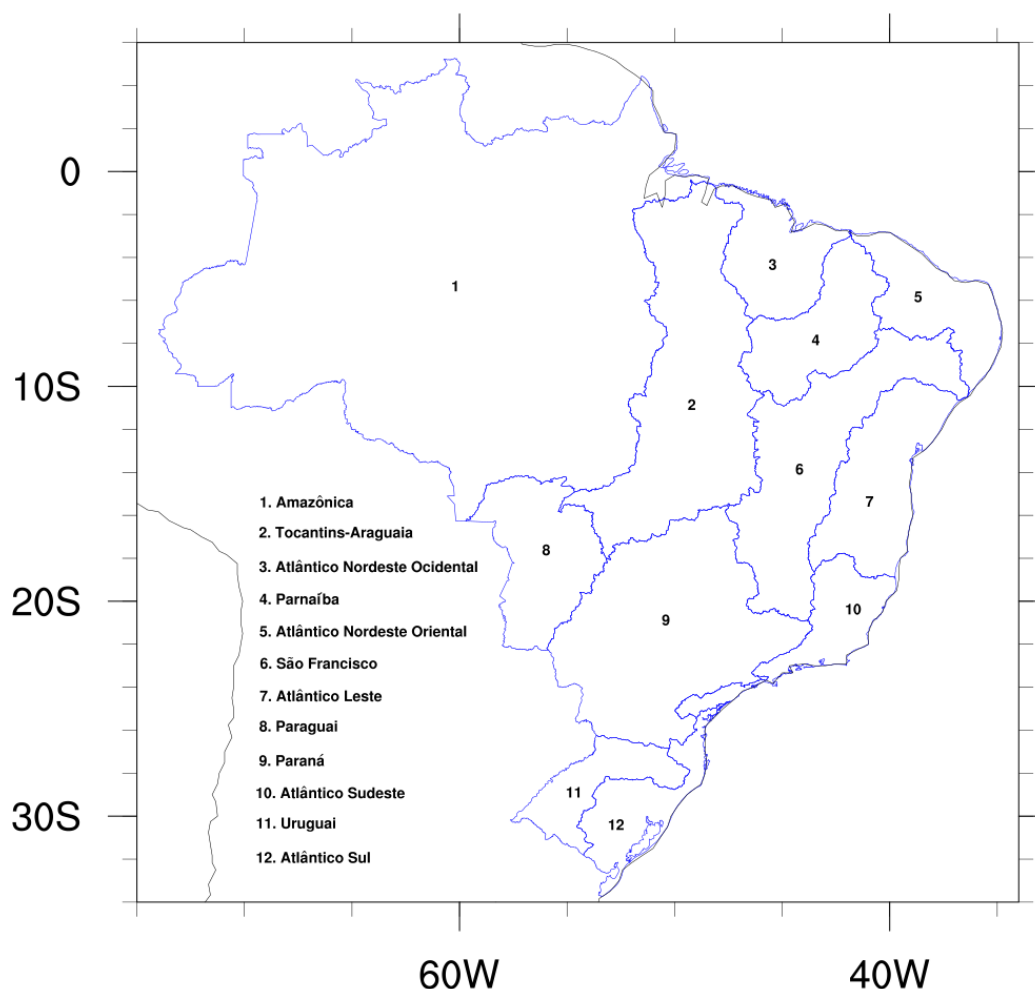 0
1
3
5
4
10S
2
6
1. Amazônica
7
2. Tocantins-Araguaia
8
3. Atlântico Nordeste Ocidental
20S
4. Parnaíba
10
9
5. Atlântico Nordeste Oriental
6. São Francisco
7. Atlântico Leste
8. Paraguai
9. Paraná
10. Atlântico Sudeste
11
30S
11. Uruguai
12
12. Atlântico Sul
60W
40W